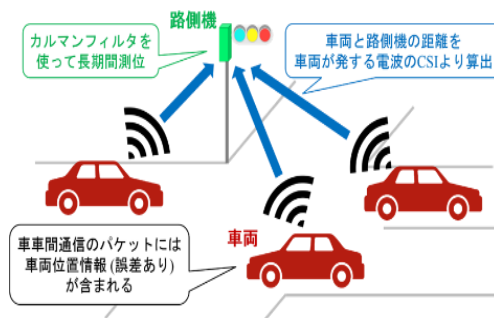 路側機
カルマンフィルタを
使って長期間測位
車両と路側機の距離を
車両が発する電波のCSIより算出
車車間通信のパケットには
車両位置情報 (誤差あり)
が含まれる
車両